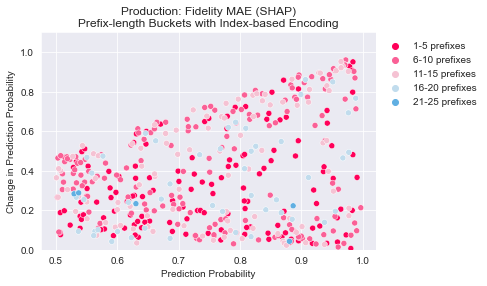 Production: Fidelity MAE (SHAP)
Prefix-length Buckets with Index-based Encoding
1-5 prefixes
6-10 prefixes
11-15 prefixes
16-20 prefixes
21-25 prefixes
Change in Prediction Probability
1.0
0.8
0.6
0.4
0.2
0.0
0.5 0.6 0.7 0.8 0.9 1.0
Prediction Probability